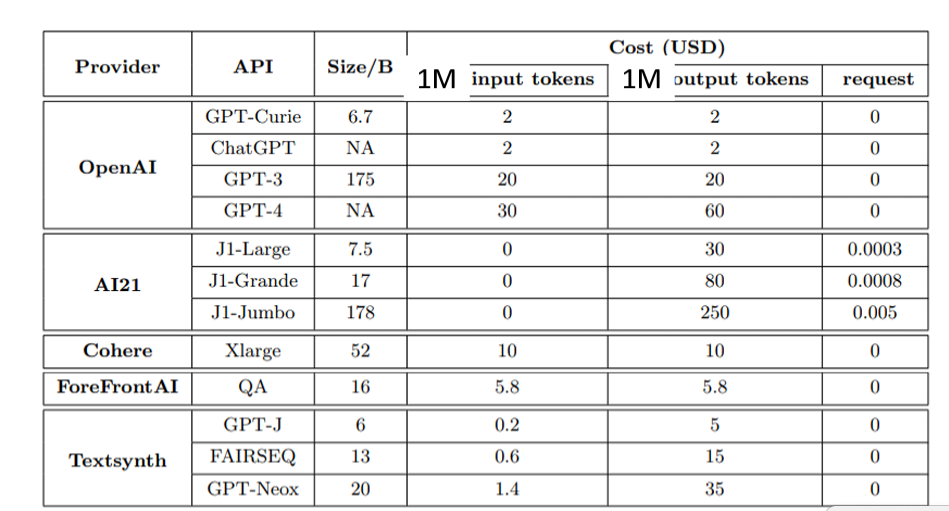 Cost (USD)
Provider API Size/B 1M input tokens 1M output tokens request
GPT-Curie 6.7 2 2 0
ChatGPT NA 2 2 0
OpenAI
GPT-3 175 20 20 0
GPT-4 NA 30 60 0
J1-Large 7.5 0 30 0.0003
AI21 J1-Grande 17 0 80 0.0008
J1-Jumbo 178 0 250 0.005
Cohere Xlarge 52 10 10 0
ForeFrontAI QA 16 5.8 5.8 0
GPT-J 6 0.2 5 0
Textsynth FAIRSEQ 13 0.6 15 0
GPT-Neox 20 1.4 35 0